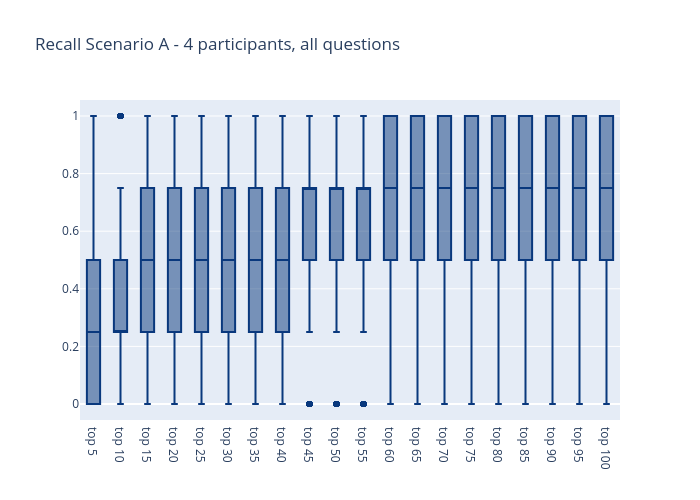 Recall Scenario A - 4 participants, all questions
1
0.8
0.6
0.4
0.2
0
top 5
top 10
top 15
top 20
top 25
top 30
top 35
top 40
top 45
top 50
top 55
top 60
top 65
top 70
top 75
top 80
top 85
top 90
top 95
top 100